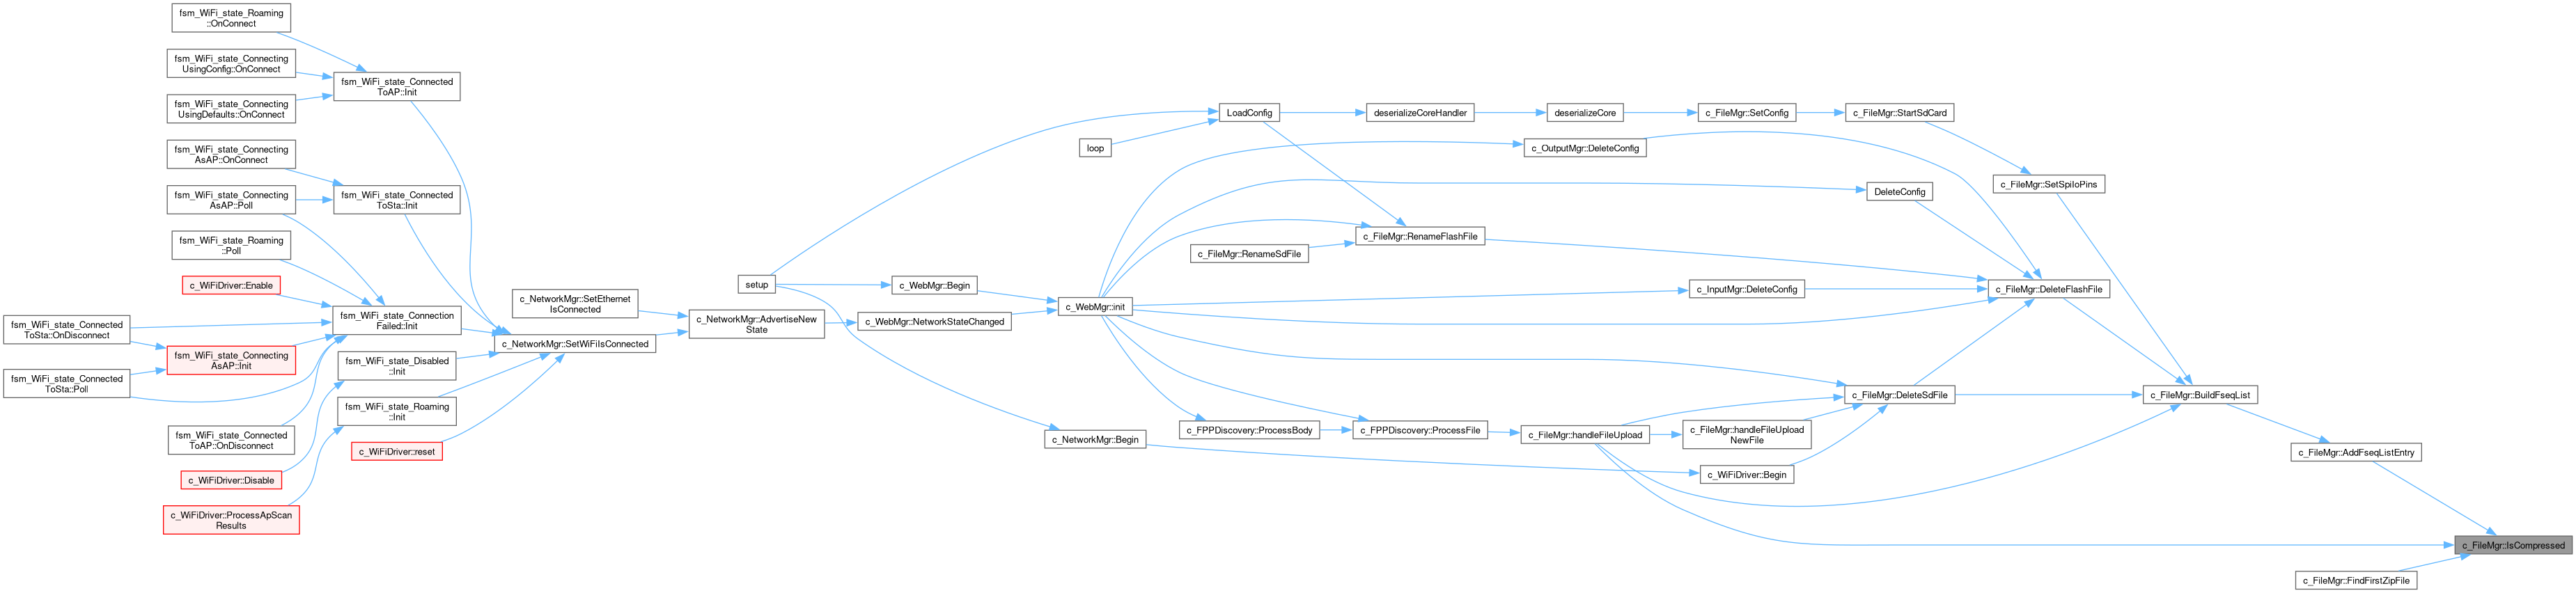 fsm_WiFi_state_Roaming
::OnConnect
fsm_WiFi_state_Connecting
UsingConfig::OnConnect
fsm_WiFi_state_Connecting
UsingDefaults::OnConnect
fsm_WiFi_state_Connecting
AsAP::OnConnect
fsm_WiFi_state_Connecting
AsAP::Poll
fsm_WiFi_state_Roaming
::Poll
c_WiFiDriver::Enable
fsm_WiFi_state_Connected
ToSta::OnDisconnect
fsm_WiFi_state_Connecting
AsAP::Init
fsm_WiFi_state_Connected
ToSta::Poll
fsm_WiFi_state_Connected
ToAP::OnDisconnect
c_WiFiDriver::Disable
c_WiFiDriver::ProcessApScan
Results
fsm_WiFi_state_Connected
ToAP::Init
fsm_WiFi_state_Connected
ToSta::Init
fsm_WiFi_state_Connection
Failed::Init
fsm_WiFi_state_Disabled
::Init
fsm_WiFi_state_Roaming
::Init
c_WiFiDriver::reset
c_NetworkMgr::SetEthernet
IsConnected
c_NetworkMgr::SetWiFiIsConnected
setup
c_NetworkMgr::AdvertiseNew
State
c_WebMgr::Begin
c_WebMgr::NetworkStateChanged
loop
c_WebMgr::init
c_NetworkMgr::Begin
LoadConfig
c_FileMgr::RenameSdFile
c_FPPDiscovery::ProcessBody
deserializeCoreHandler
c_FileMgr::RenameFlashFile
c_FPPDiscovery::ProcessFile
deserializeCore
c_OutputMgr::DeleteConfig
c_FileMgr::handleFileUpload
c_FileMgr::SetConfig
c_InputMgr::DeleteConfig
c_FileMgr::handleFileUpload
NewFile
c_WiFiDriver::Begin
c_FileMgr::StartSdCard
DeleteConfig
c_FileMgr::DeleteSdFile
c_FileMgr::SetSpiIoPins
c_FileMgr::DeleteFlashFile
c_FileMgr::BuildFseqList
c_FileMgr::AddFseqListEntry
c_FileMgr::FindFirstZipFile
c_FileMgr::IsCompressed